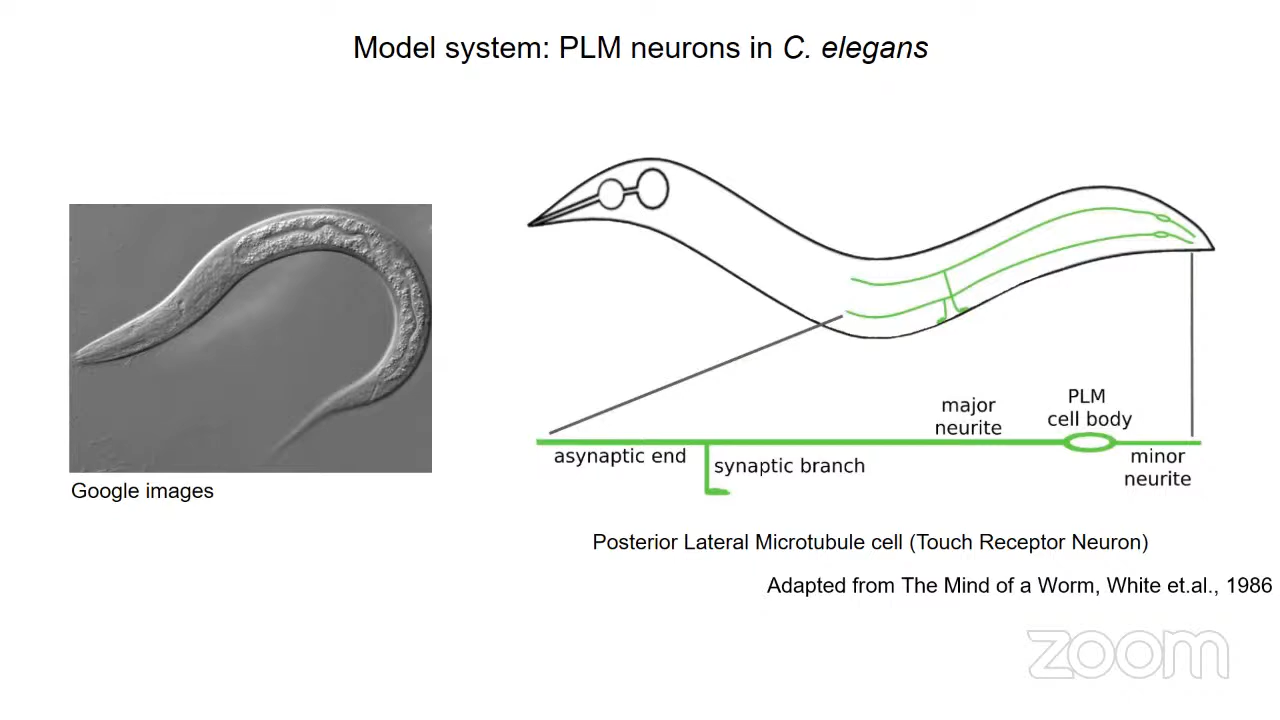 Model system: PLM neurons in C. elegans
Google images
major
neurite
PLM
cell body
asynaptic end
synaptic branch
minor
neurite
Posterior Lateral Microtubule cell (Touch Receptor Neuron)
Adapted from The Mind of a Worm, White et.al., 1986
zoom